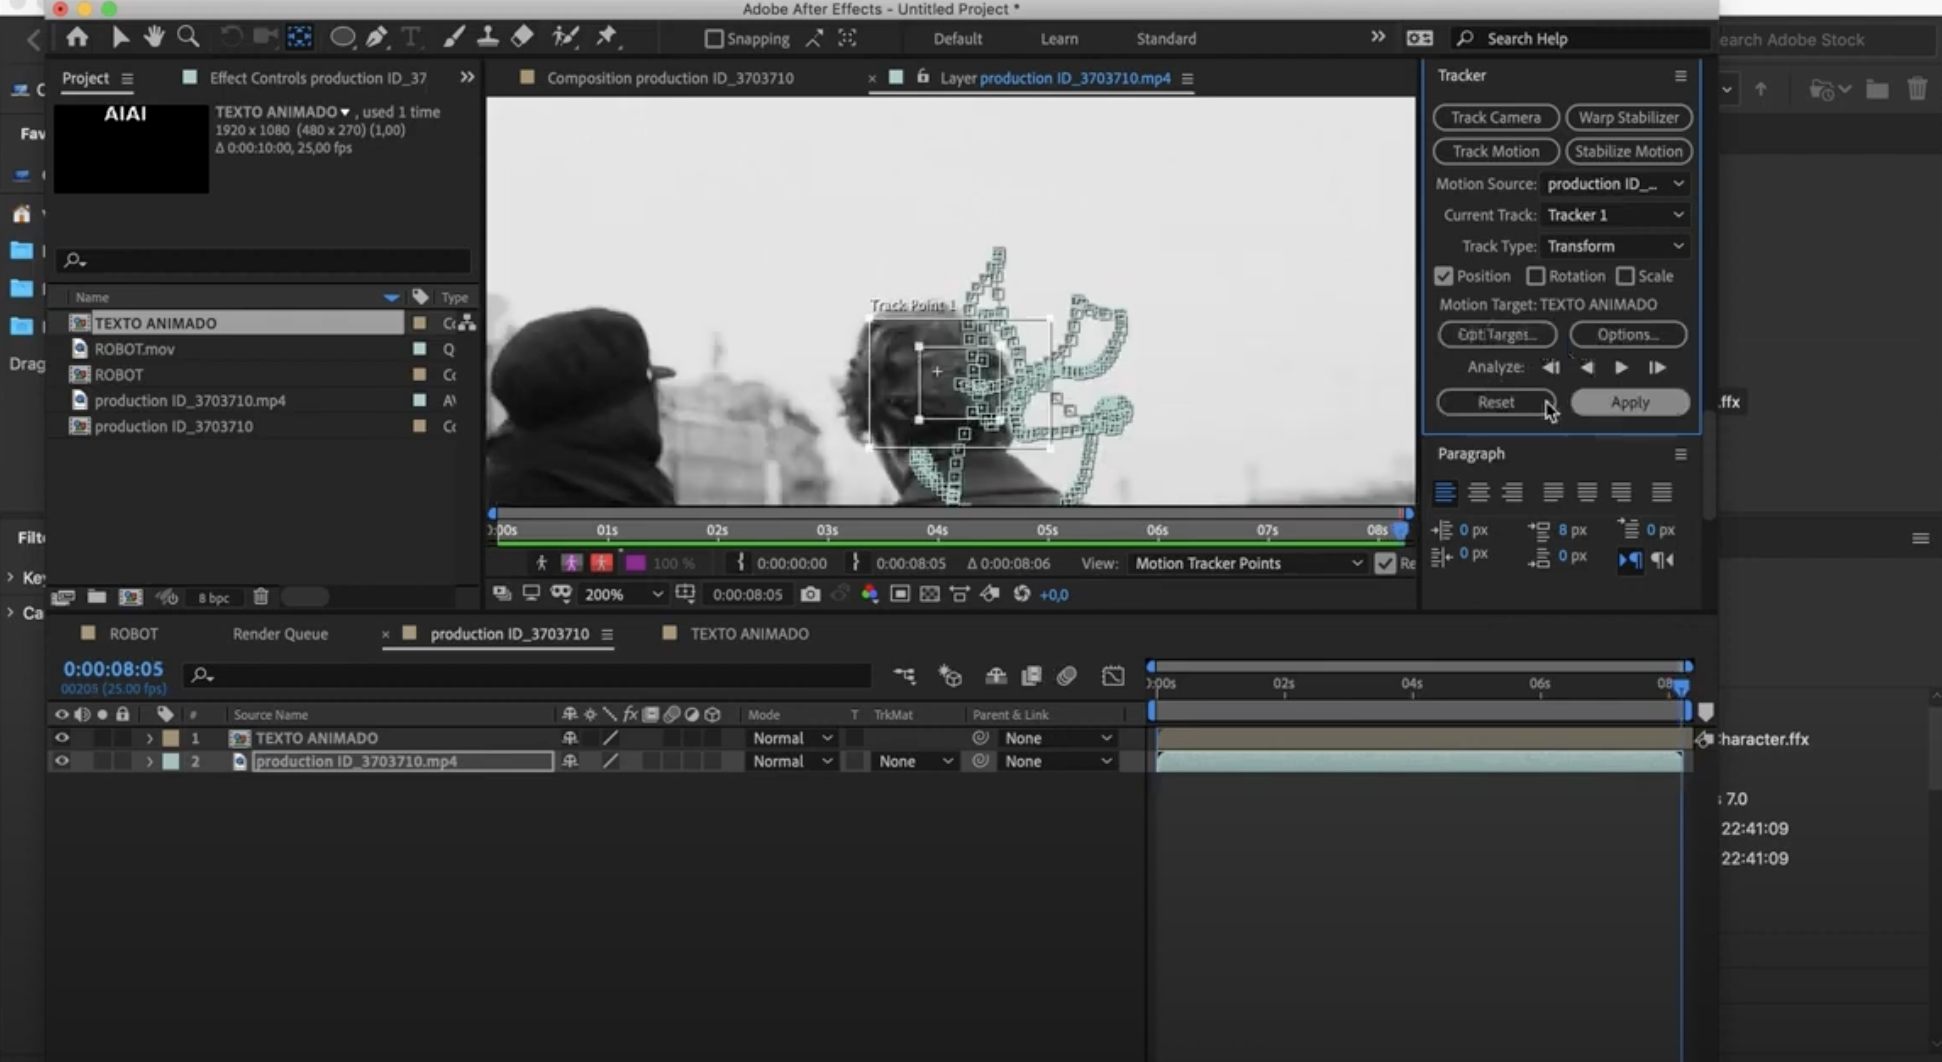 Adobe After Effects - Untitled Project *
Snapping
Default
Learn
Standard
Search Help
earch Adobe Stock
Project
Effect Controls production ID_37
Composition production ID_3703710
Layer production ID_3703710.mp4
Tracker
AIAI
TEXTO ANIMADO , used 1 time
1920 x 1080 (480 x 270) (1,00)
Δ 0:00:10:00, 25,00 fps
Fav
Drag
Filt
Ke
Ca
Name
Type
TEXTO ANIMADO
ROBOT.mov
Q
ROBOT
production ID_3703710.mp4
production ID_3703710
8 bpc
Track Point 1
Track Camera
Warp Stabilizer
Track Motion
Stabilize Motion
Motion Source: production ID_...
Current Track: Tracker 1
Track Type: Transform
Position
Rotation
Scale
Motion Target: TEXTO ANIMADO
Options...
Analyze:
Reset
Apply
.ffx
Paragraph
0 px
8 px
0 px
0 px
0 px
:00s
01s
02s
03s
04s
05s
06s
07s
08s
100 %
0:00:00:00
0:00:08:05
Δ 0:00:08:06
View:
Motion Tracker Points
Re
200%
0:00:08:05
+0,0
ROBOT
Render Queue
production ID_3703710
TEXTO ANIMADO
0:00:08:05
00205 (25.00 fps)
:00s
02s
04s
06s
08
#
Source Name
fx
Mode
T
TrkMat
Parent & Link
1
TEXTO ANIMADO
Normal
None
2
production ID_3703710.mp4
Normal
None
None
haracter.ffx
s 7.0
22:41:09
22:41:09